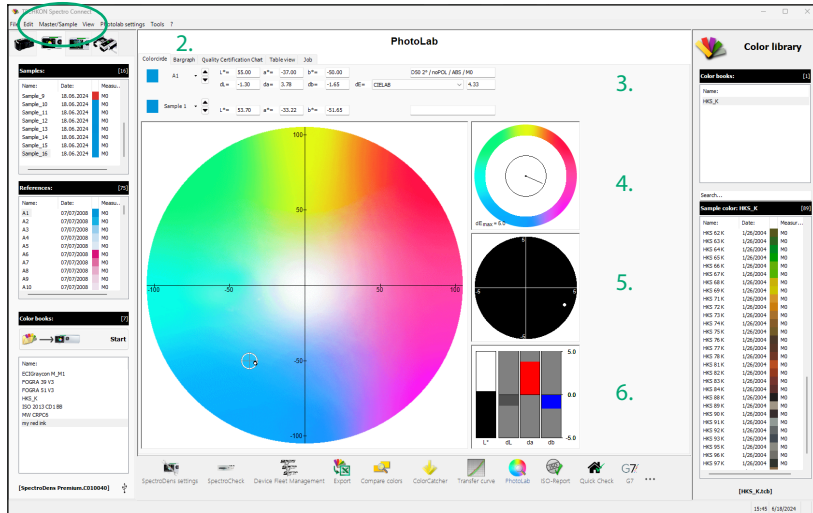 TECHKON Spectro Connect
File Edit Master/Sample View Photolab settings Tools ?
2.
PhotoLab
Color library
Colorcircle Bargraph Quality Certification Chart Table view Job
Samples: [16]
Name: Date: Measu...
Sample_9 18.06.2024 M0
Sample_10 18.06.2024 M0
Sample_11 18.06.2024 M0
Sample_12 18.06.2024 M0
Sample_13 18.06.2024 M0
Sample_14 18.06.2024 M0
Sample_15 18.06.2024 M0
Sample_16 18.06.2024 M0
References: [75]
Name: Date: Measu..
A1 07/07/2008 M0
A2 07/07/2008 M0
A3 07/07/2008 M0
A4 07/07/2008 M0
A5 07/07/2008 M0
A6 07/07/2008 M0
A7 07/07/2008 M0
A8 07/07/2008 M0
A9 07/07/2008 M0
A10 07/07/2008 M0
Color books: [7]
Start
Name:
ECIGraycon M_M1
FOGRA 39 V3
FOGRA 51 V3
HKS_K
ISO 2013 CD1 BB
MW CRPC6
my red ink
[SpectroDens Premium.C010040]
A1 L*= 55.00 a*= -37.00 b*= -50.00 D50 2° / noPOL / ABS / M0
dL= -1.30 da= 3.78 db= -1.65 dE= CIELAB 4.33
Sample 1 L*= 53.70 a*= -33.22 b*= -51.65
3.
100
50
-100 -50 50 100
-50
-100
dEmax = 6.0
4.
5
-5 5
-5
5.
5.0
0.0
-5.0
L* dL da db
6.
SpectroDens settings SpectroCheck Device Fleet Management Export Compare colors ColorCatcher Transfer curve PhotoLab ISO-Report Quick Check G7
G7
Color books: [1]
Name:
HKS_K
Search...
Sample color: HKS_K [89]
Name: Date: Measur...
HKS 62 K 1/26/2004 M0
HKS 63 K 1/26/2004 M0
HKS 64 K 1/26/2004 M0
HKS 65 K 1/26/2004 M0
HKS 66 K 1/26/2004 M0
HKS 67 K 1/26/2004 M0
HKS 68 K 1/26/2004 M0
HKS 69 K 1/26/2004 M0
HKS 71 K 1/26/2004 M0
HKS 72 K 1/26/2004 M0
HKS 73 K 1/26/2004 M0
HKS 74 K 1/26/2004 M0
HKS 75 K 1/26/2004 M0
HKS 76 K 1/26/2004 M0
HKS 77 K 1/26/2004 M0
HKS 78 K 1/26/2004 M0
HKS 81 K 1/26/2004 M0
HKS 82 K 1/26/2004 M0
HKS 83 K 1/26/2004 M0
HKS 84 K 1/26/2004 M0
HKS 88 K 1/26/2004 M0
HKS 89 K 1/26/2004 M0
HKS 90 K 1/26/2004 M0
HKS 91 K 1/26/2004 M0
HKS 92 K 1/26/2004 M0
HKS 93 K 1/26/2004 M0
HKS 95 K 1/26/2004 M0
HKS 96 K 1/26/2004 M0
HKS 97 K 1/26/2004 M0
[HKS_K.tcb]
15:45 6/18/2024